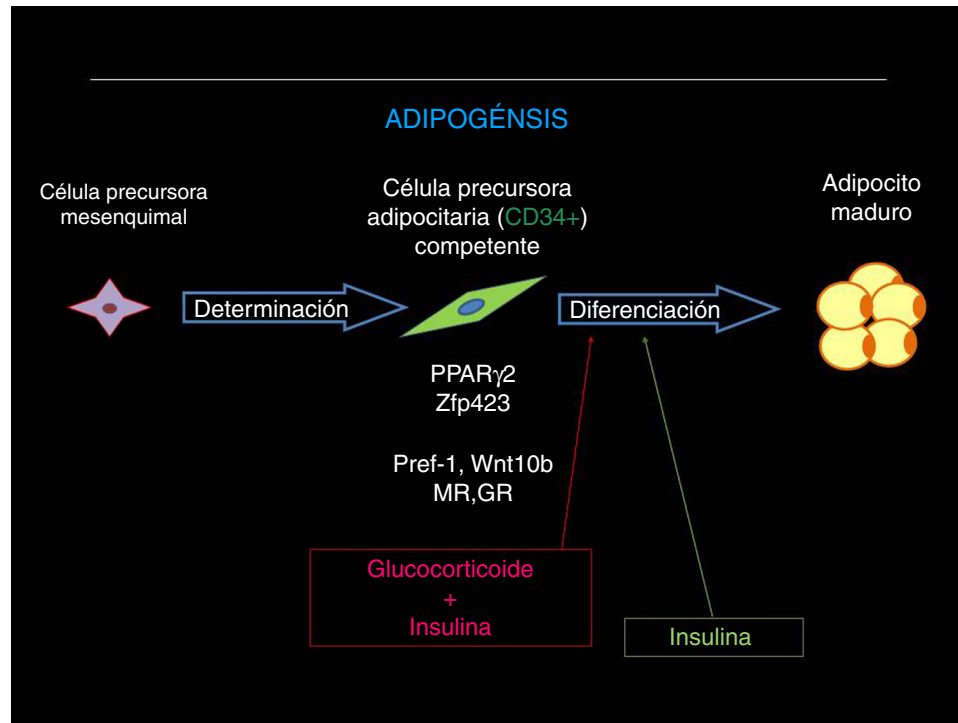 ADIPOGÉNSIS
Célula precursora
mesenquimal
Célula precursora
adipocitaria (CD34+)
competente
Adipocito
maduro
Determinación
Diferenciación
PPARγ2
Zfp423
Pref-1, Wnt10b
MR,GR
Glucocorticoide
+
Insulina
Insulina